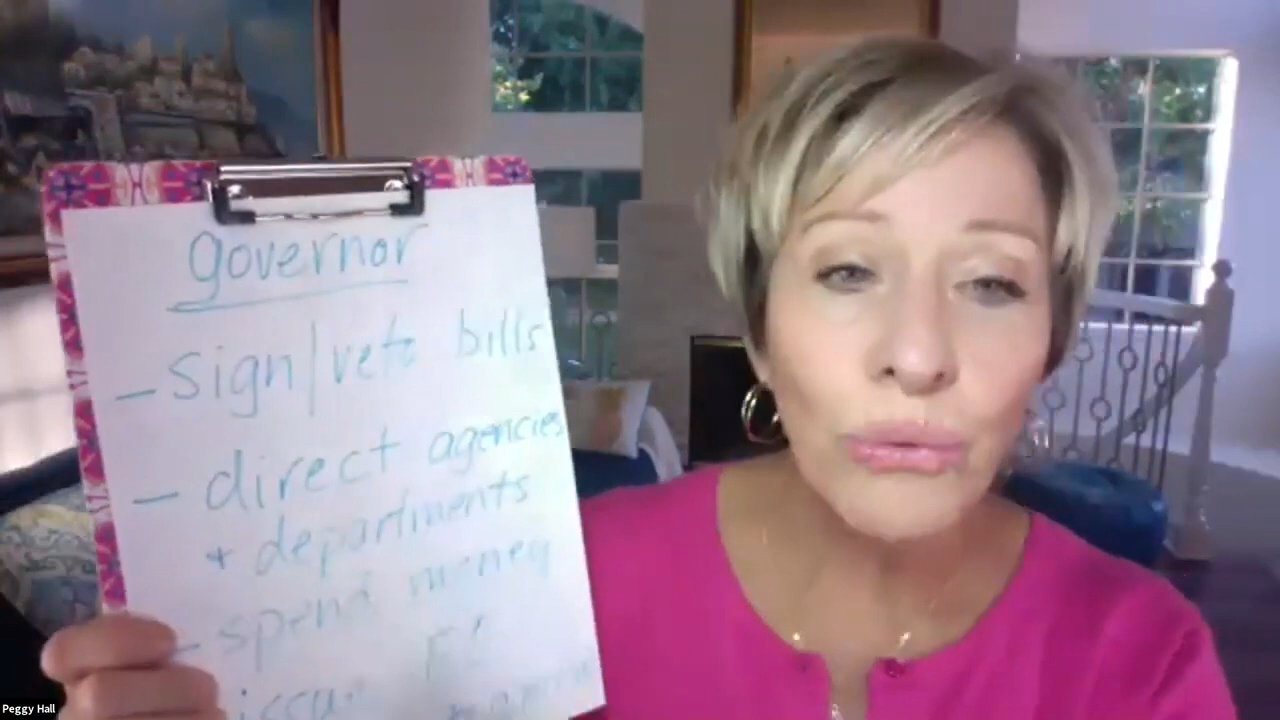 governor
- sign/veto bills
- direct agencies
+ departments
- spend money
Peggy Hall